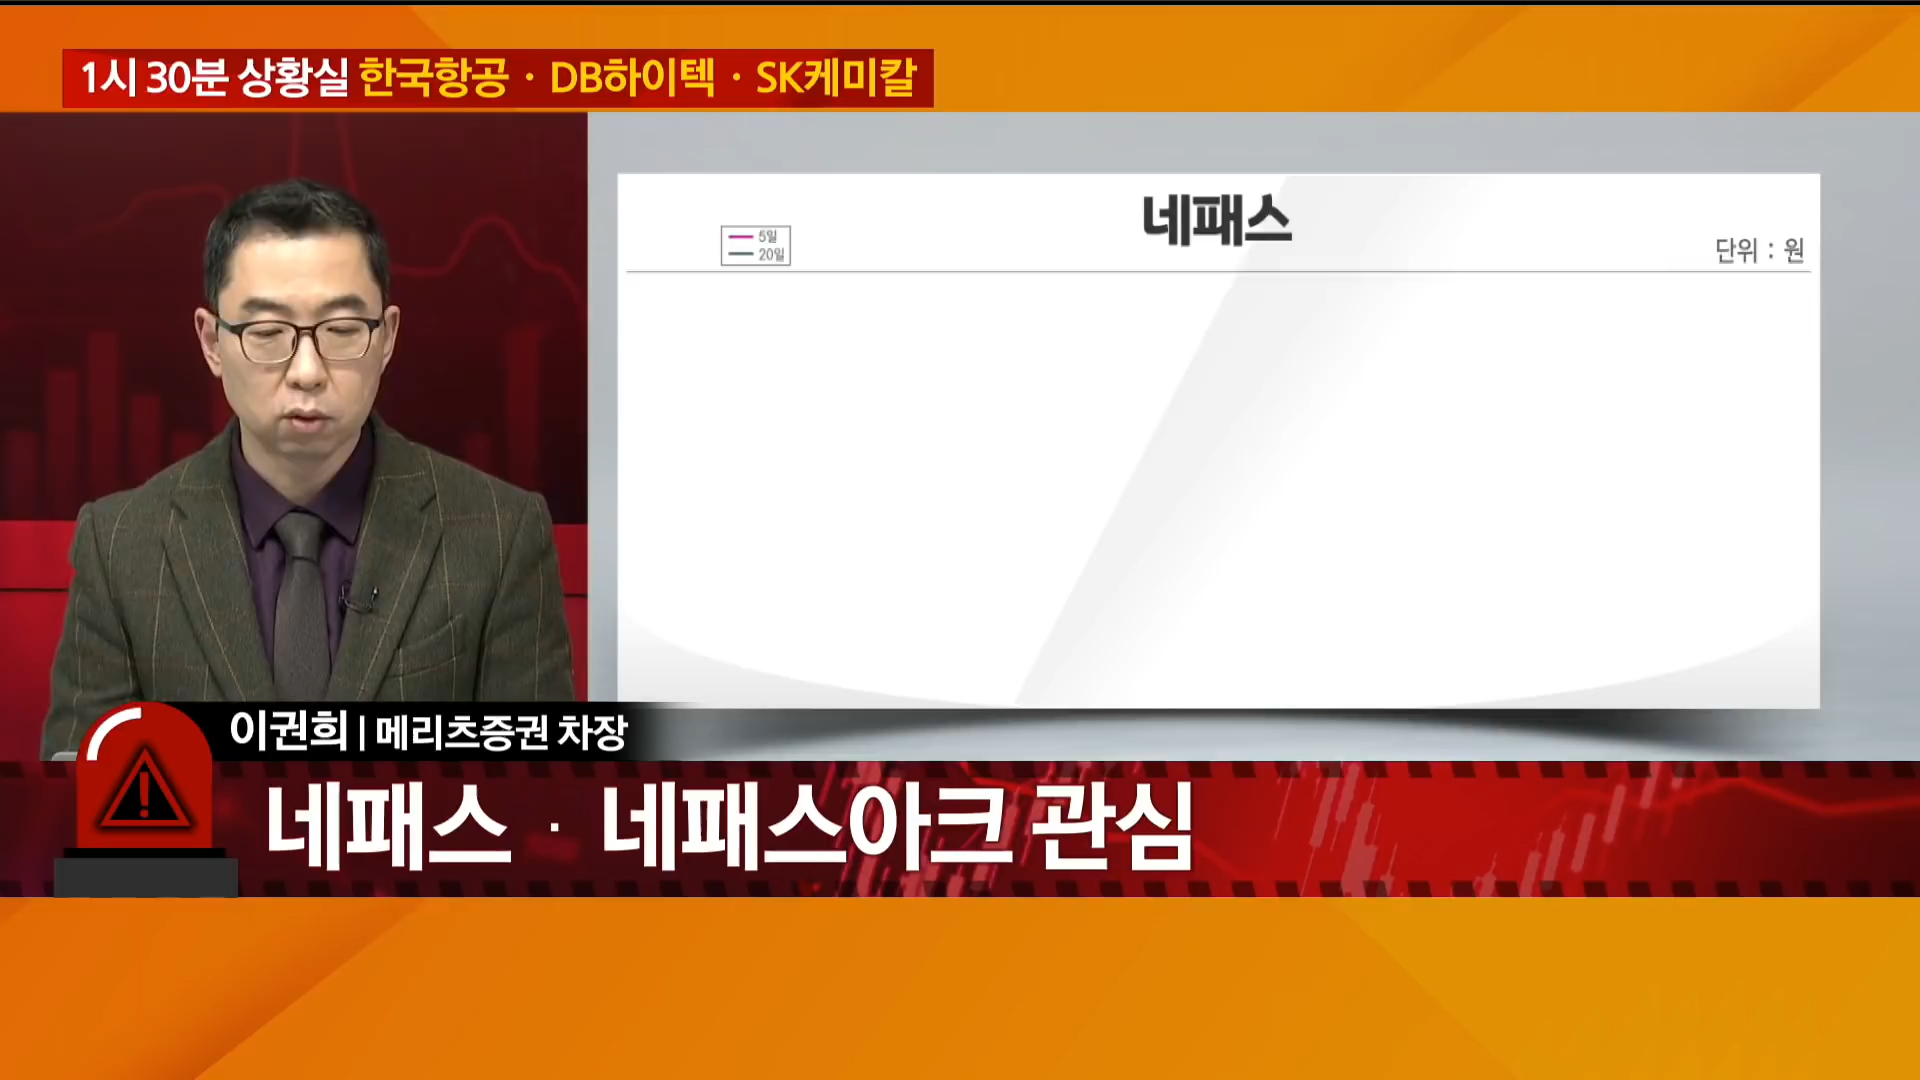 1시 30분 상황실 한국항공 · DB하이텍 · SK케미칼
네패스
5일
20일
단위 : 원
이권희 | 메리츠증권 차장
네패스 · 네패스아크 관심